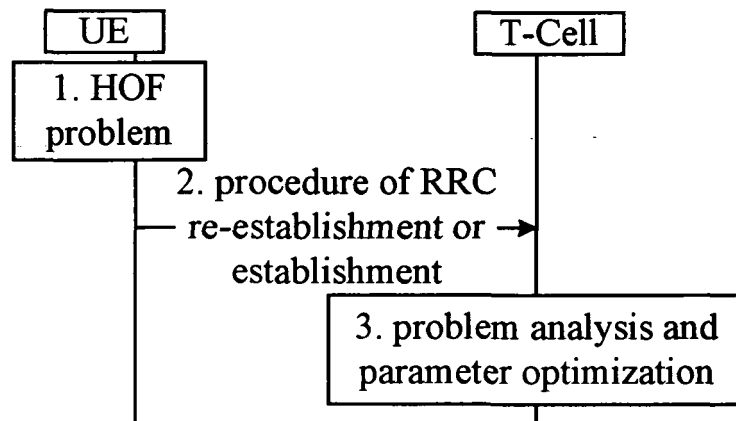 UE
T-Cell
1. HOF
problem
2. procedure of RRC
re-establishment or
establishment
3. problem analysis and
parameter optimization